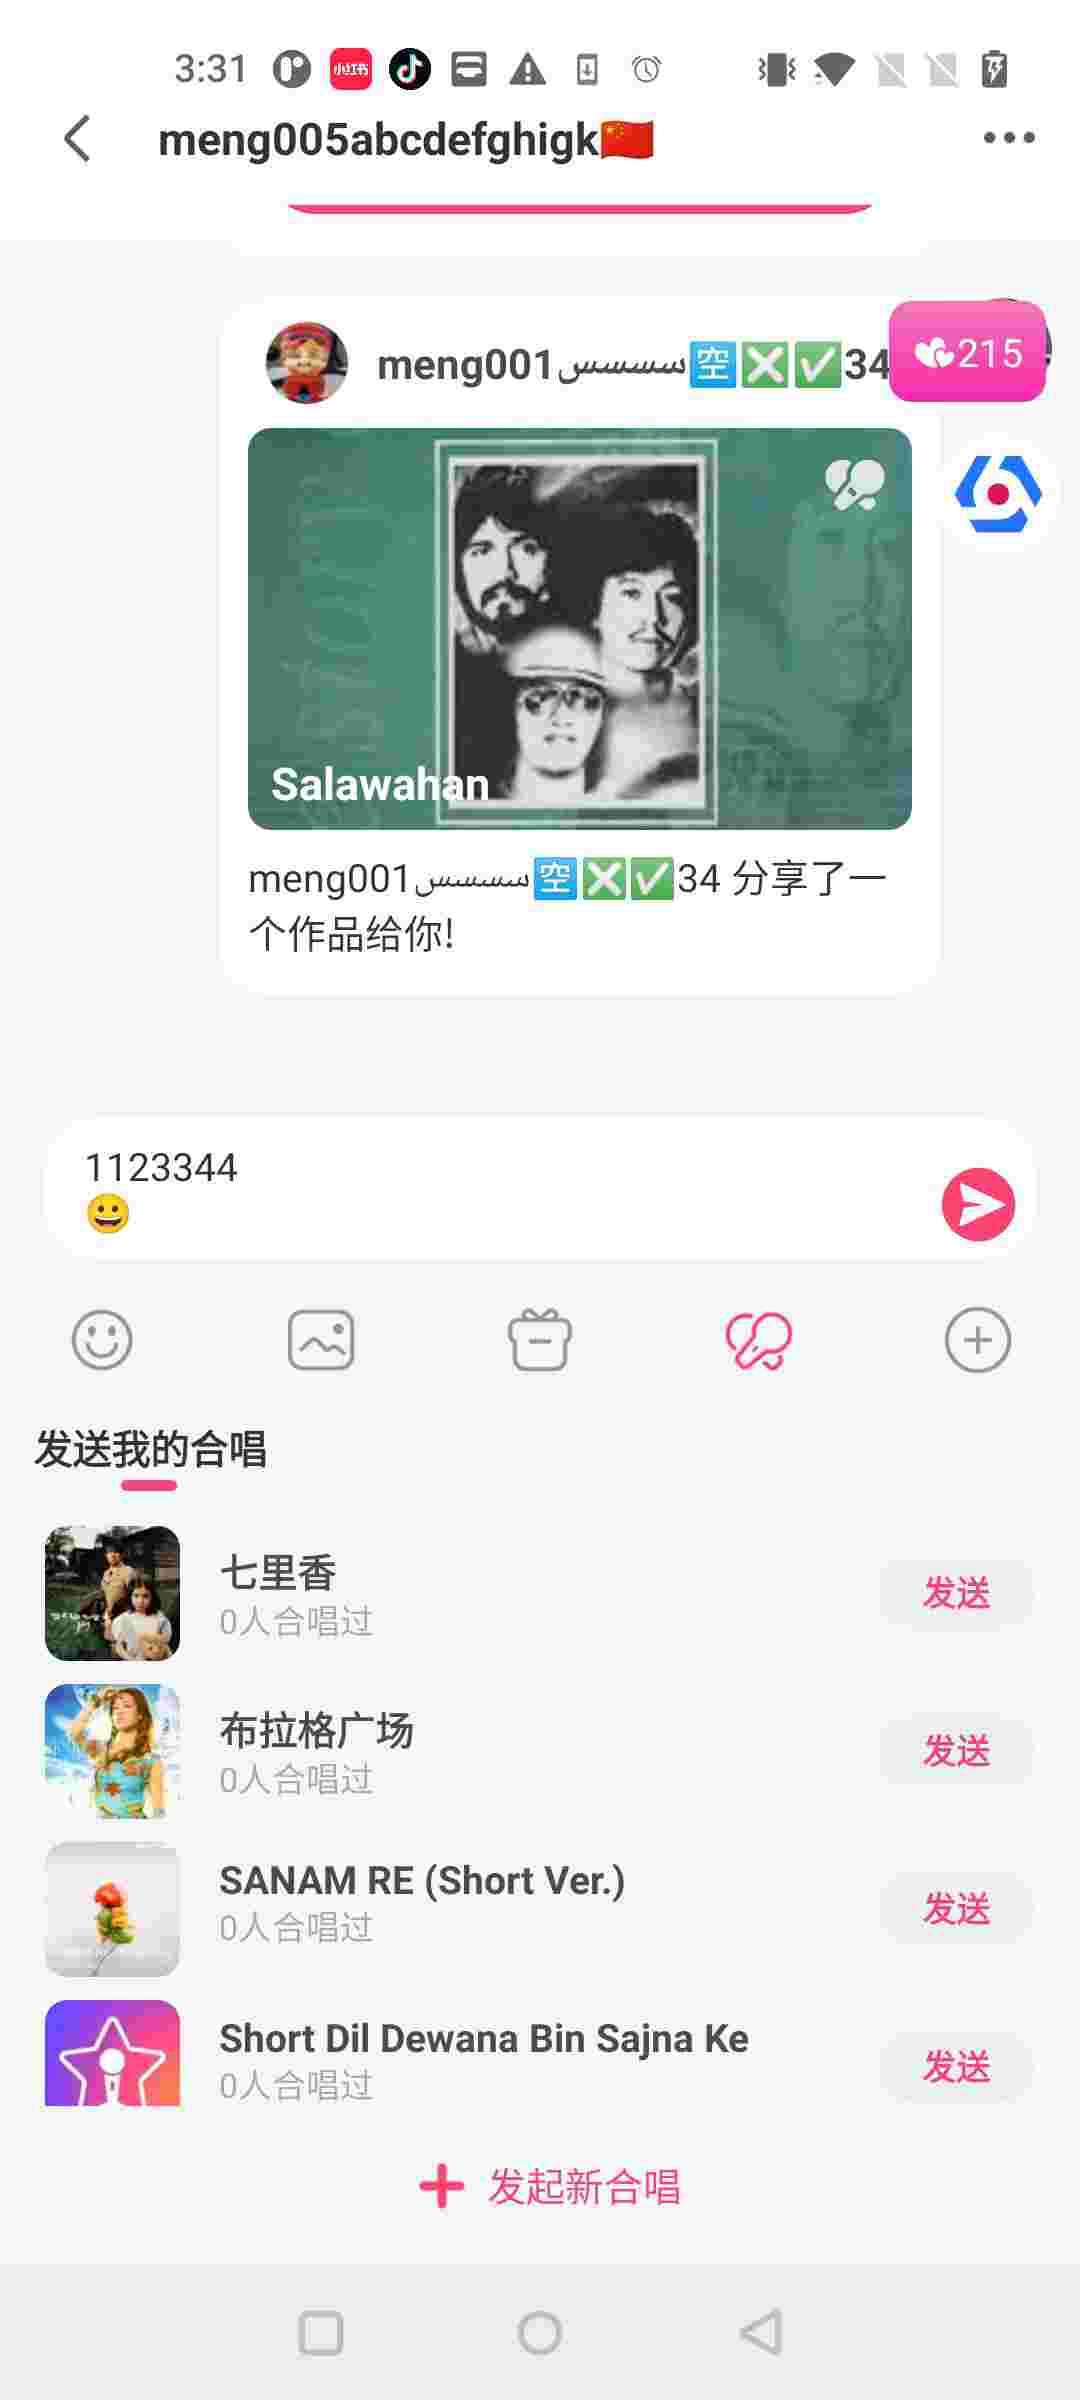 3:31 小红书
meng005abcdefghigk🇨🇳
meng001سسسس🈳❎✅34
215
Salawahan
meng001سسسس🈳❎✅34 分享了一
个作品给你!
1123344
😀
发送我的合唱
七里香
0人合唱过
发送
布拉格广场
0人合唱过
发送
SANAM RE (Short Ver.)
0人合唱过
发送
Short Dil Dewana Bin Sajna Ke
0人合唱过
发送
发起新合唱